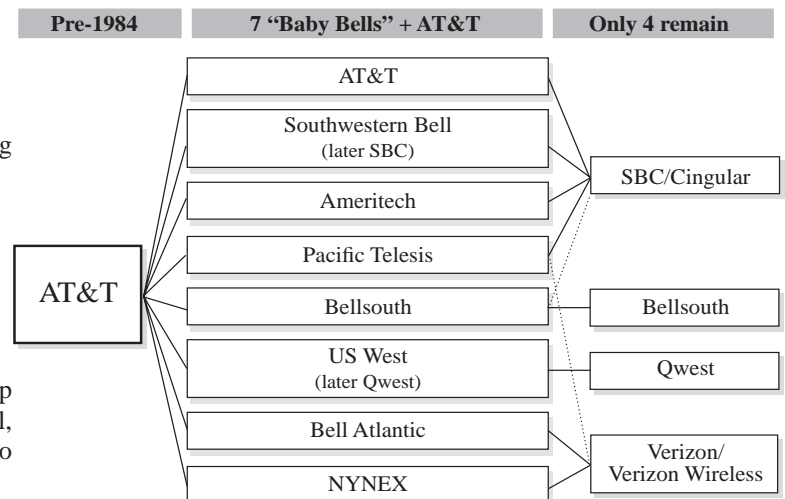 Pre-1984
7 “Baby Bells” + AT&T
Only 4 remain
AT&T
Southwestern Bell
(later SBC)
Ameritech
Pacific Telesis
Bellsouth
US West
(later Qwest)
Bell Atlantic
NYNEX
AT&T
SBC/Cingular
Bellsouth
Qwest
Verizon/
Verizon Wireless
g
p
l,
o